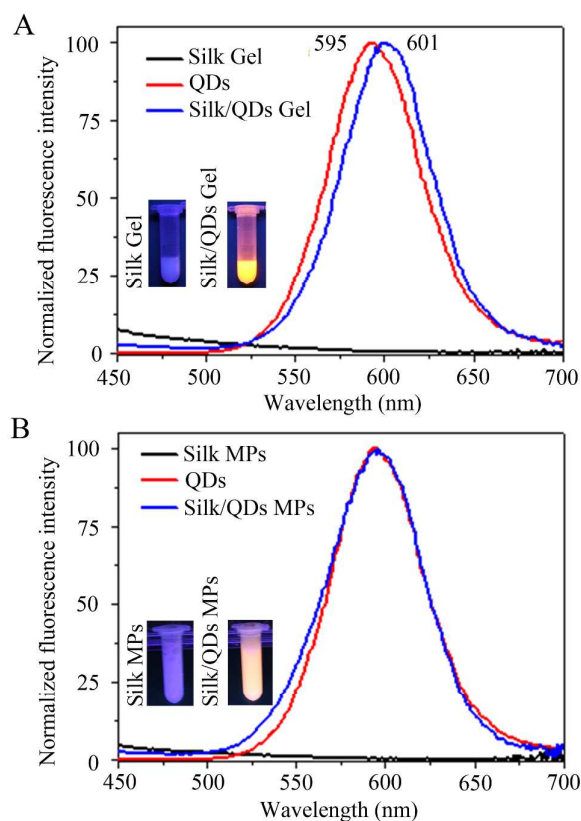 A
Normalized fluorescence intensity
100
75
50
25
0
595
601
Silk Gel
QDs
Silk/QDs Gel
Silk Gel
Silk/QDs Gel
450
500
550
600
650
700
Wavelength (nm)
B
Normalized fluorescence intensity
100
75
50
25
0
Silk MPs
QDs
Silk/QDs MPs
Silk MPs
Silk/QDs MPs
450
500
550
600
650
700
Wavelength (nm)